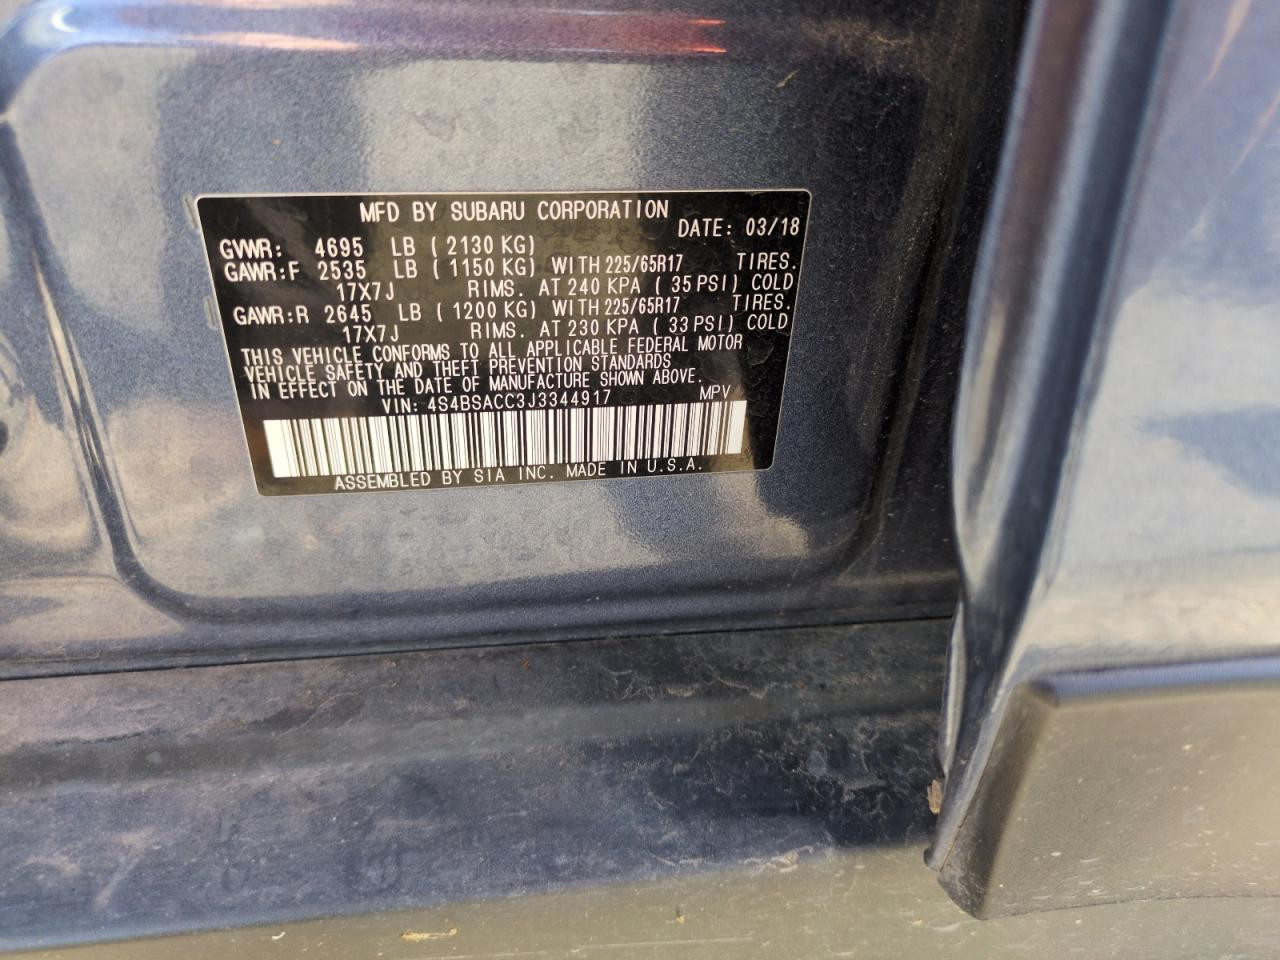 MFD BY SUBARU CORPORATION
DATE: 03/18
GVWR: 4695 LB ( 2130 KG)
GAWR:F 2535 LB ( 1150 KG) WITH 225/65R17 TIRES.
17X7J RIMS. AT 240 KPA ( 35 PSI) COLD
GAWR:R 2645 LB ( 1200 KG) WITH 225/65R17 TIRES.
17X7J RIMS. AT 230 KPA ( 33 PSI) COLD
THIS VEHICLE CONFORMS TO ALL APPLICABLE FEDERAL MOTOR
VEHICLE SAFETY AND THEFT PREVENTION STANDARDS
IN EFFECT ON THE DATE OF MANUFACTURE SHOWN ABOVE.
VIN: 4S4BSACC3J3344917 MPV
ASSEMBLED BY SIA INC. MADE IN U.S.A.